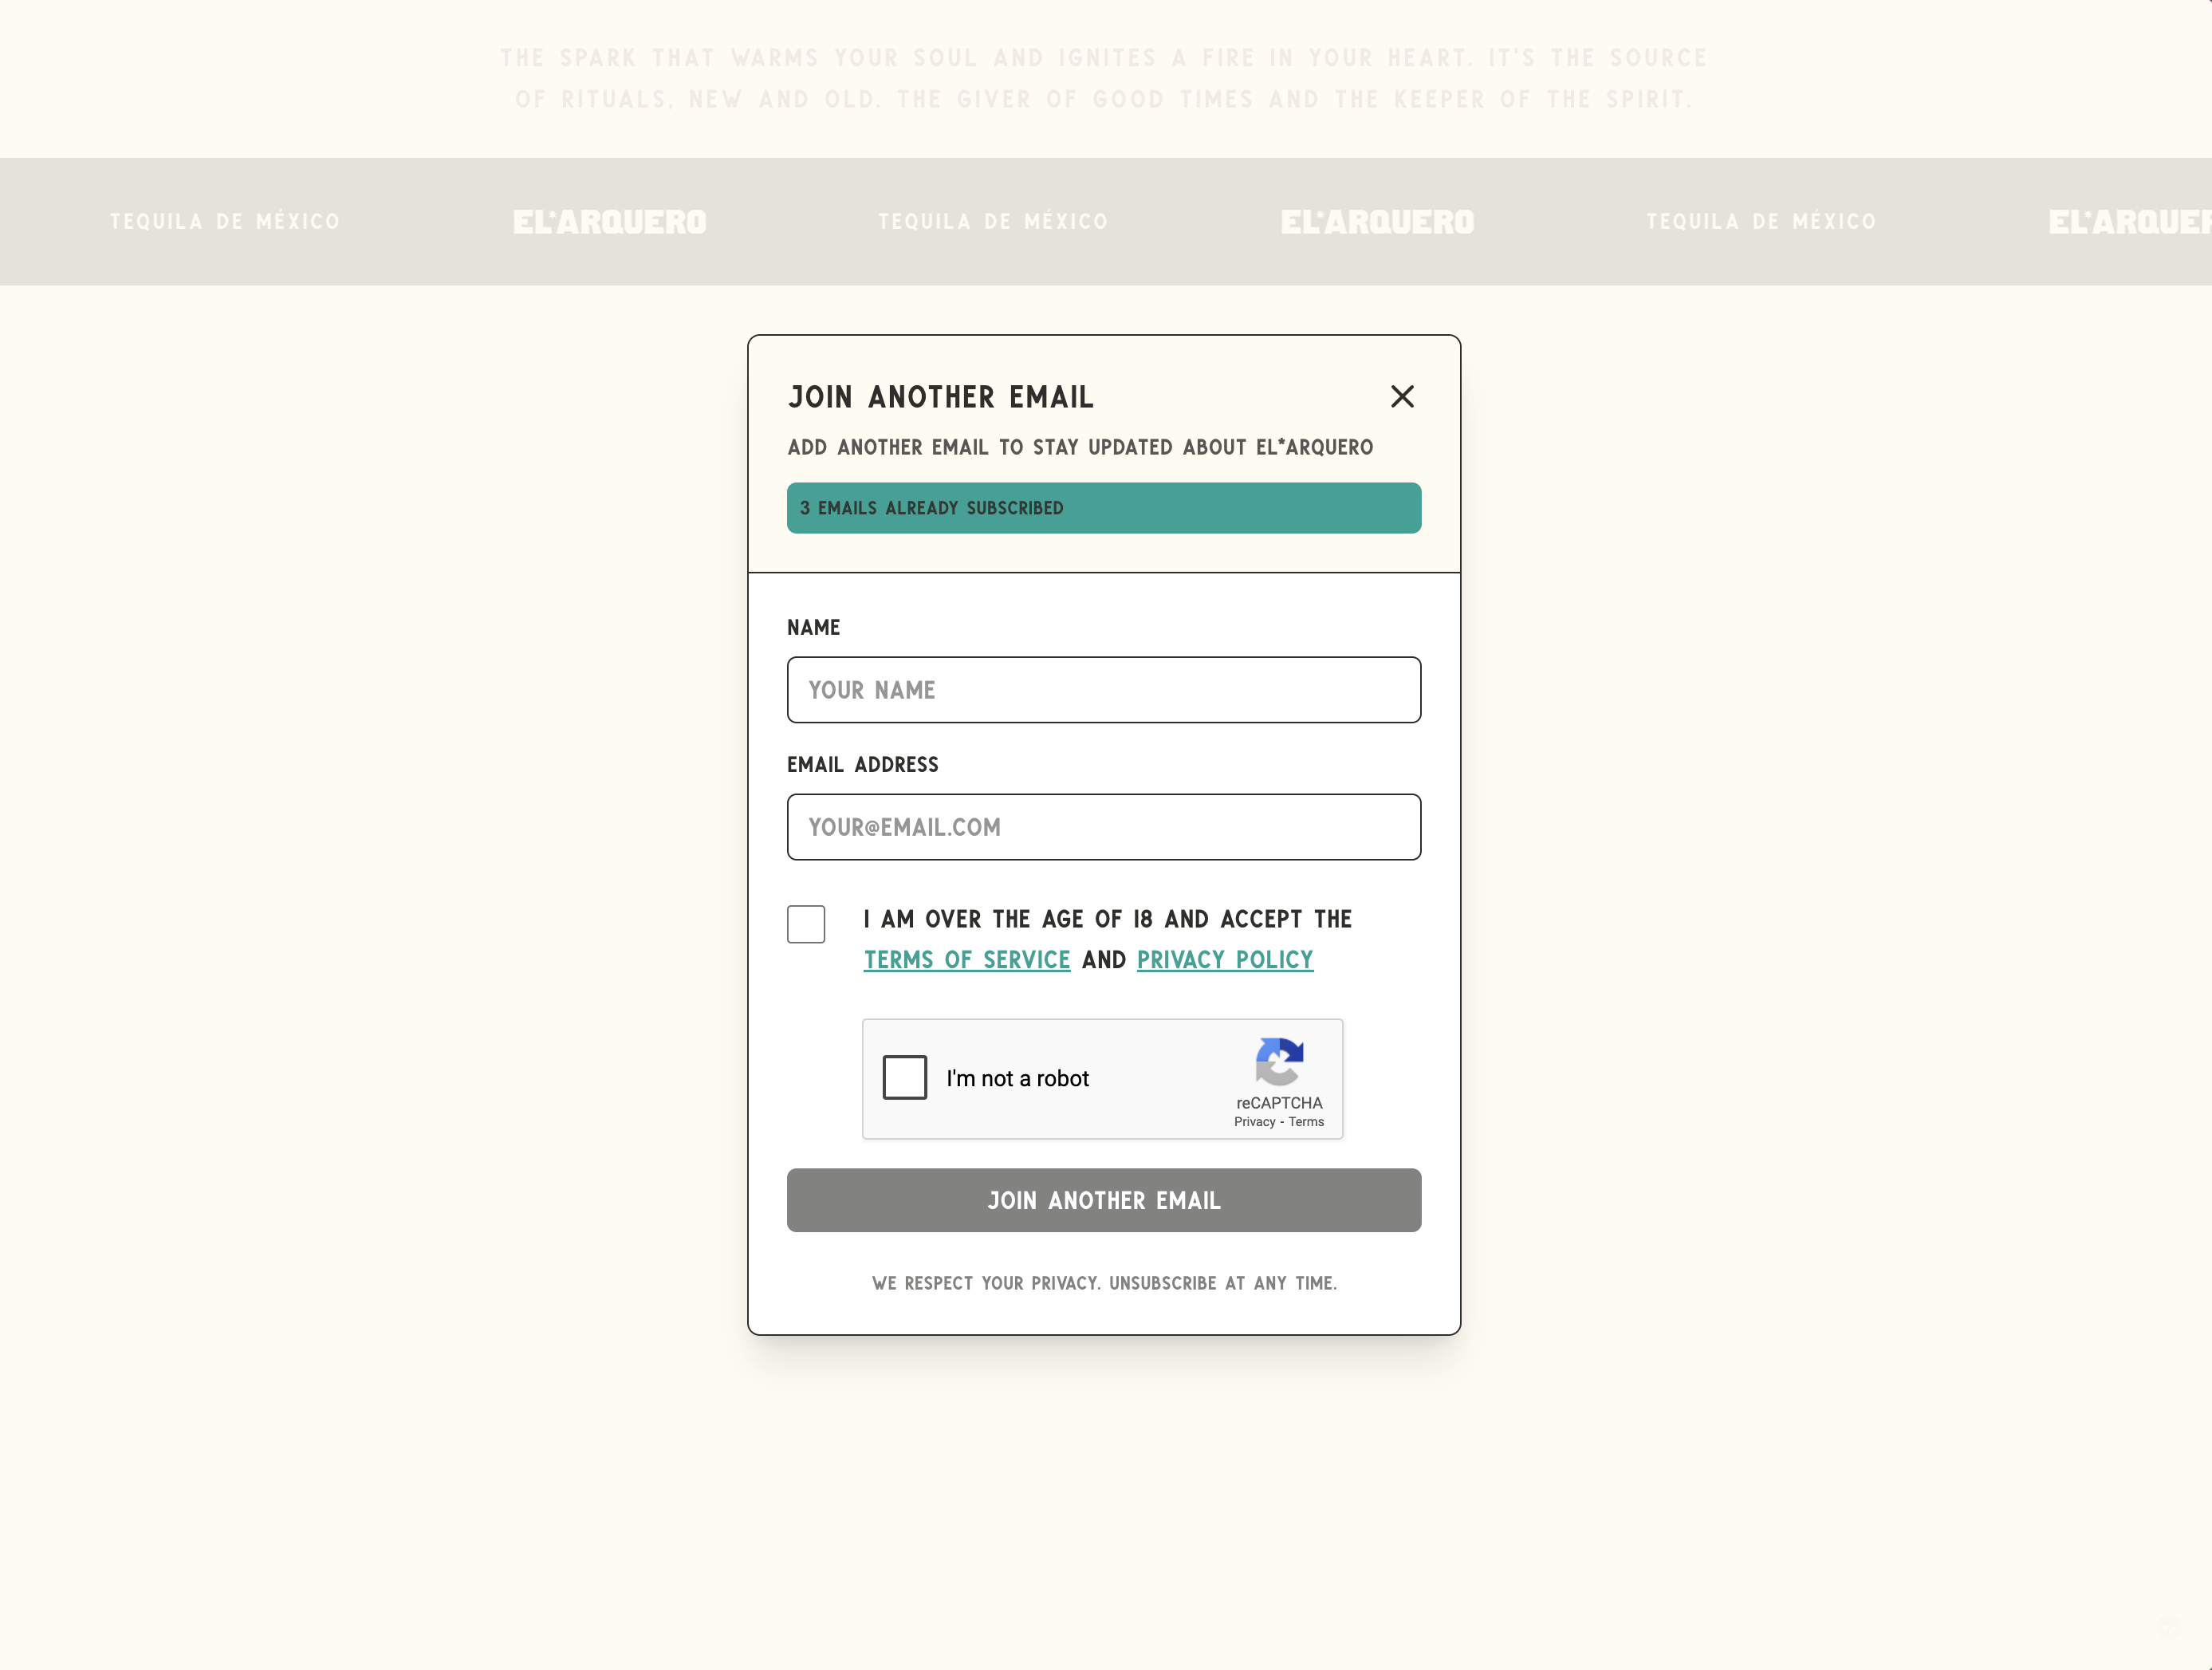 THE SPARK THAT WARMS YOUR SOUL AND IGNITES A FIRE IN YOUR HEART. IT'S THE SOURCE
OF RITUALS, NEW AND OLD. THE GIVER OF GOOD TIMES AND THE KEEPER OF THE SPIRIT.
TEQUILA DE MÉXICO EL*ARQUERO TEQUILA DE MÉXICO EL*ARQUERO TEQUILA DE MÉXICO EL*ARQUER
JOIN ANOTHER EMAIL
ADD ANOTHER EMAIL TO STAY UPDATED ABOUT EL*ARQUERO
3 EMAILS ALREADY SUBSCRIBED
NAME
YOUR NAME
EMAIL ADDRESS
YOUR@EMAIL.COM
I AM OVER THE AGE OF 18 AND ACCEPT THE
TERMS OF SERVICE AND PRIVACY POLICY
I'm not a robot
reCAPTCHA
Privacy - Terms
JOIN ANOTHER EMAIL
WE RESPECT YOUR PRIVACY. UNSUBSCRIBE AT ANY TIME.